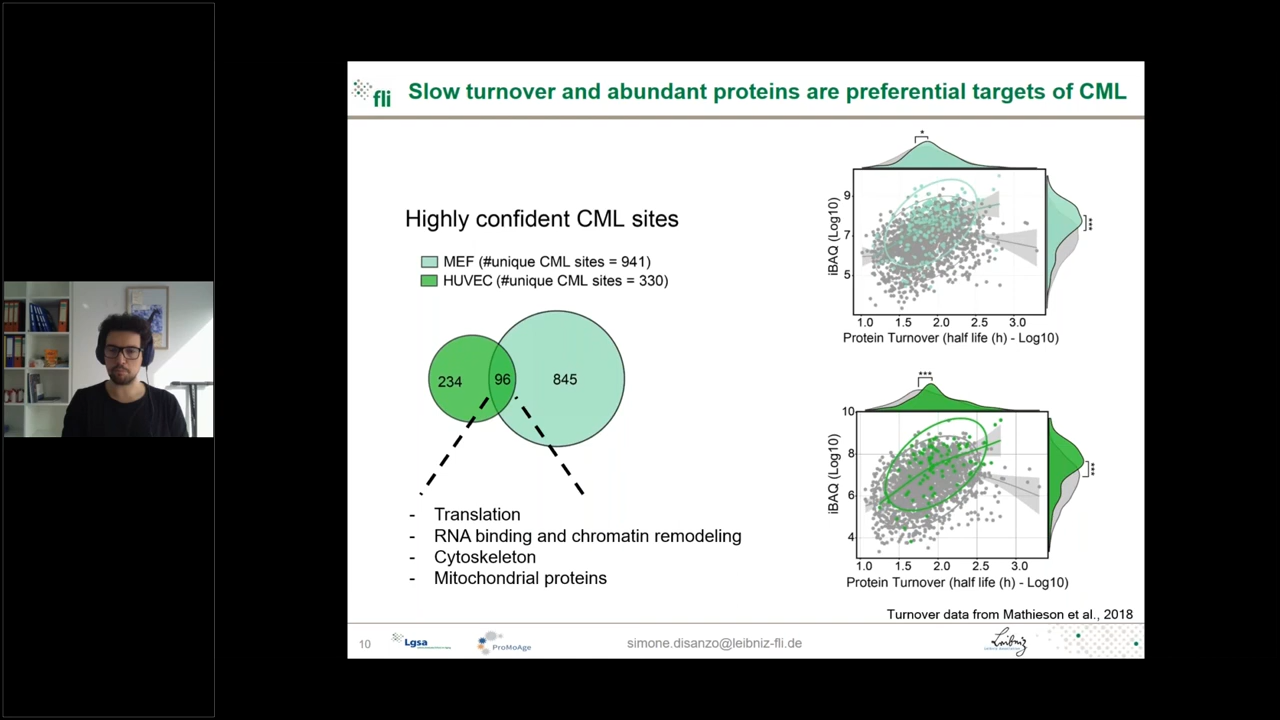 fli
Slow turnover and abundant proteins are preferential targets of CML
Highly confident CML sites
MEF (#unique CML sites = 941)
HUVEC (#unique CML sites = 330)
234
96
845
- Translation
- RNA binding and chromatin remodeling
- Cytoskeleton
- Mitochondrial proteins
*
9
7
5
iBAQ (Log10)
***
1.0 1.5 2.0 2.5 3.0
Protein Turnover (half life (h) - Log10)
***
10
8
6
4
iBAQ (Log10)
1.0 1.5 2.0 2.5 3.0
Protein Turnover (half life (h) - Log10)
Turnover data from Mathieson et al., 2018
10
Lgsa
ProMoAge
simone.disanzo@leibniz-fli.de
Leibniz